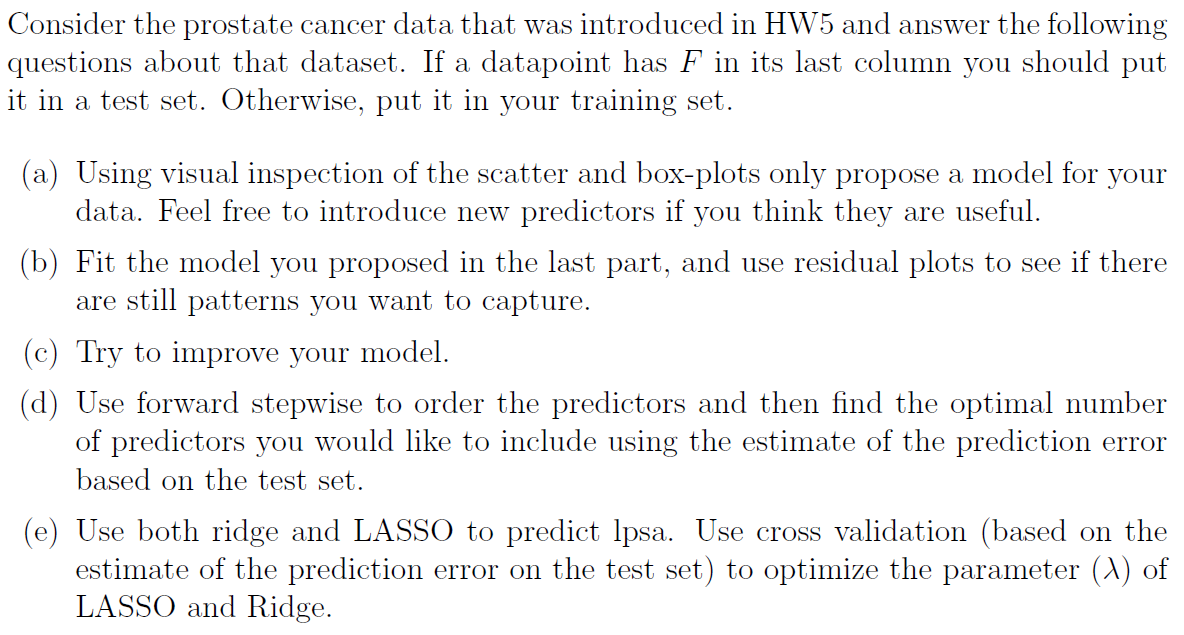 Consider the prostate cancer data that was introduced in HW5 and answer the following
questions about that dataset. If a datapoint has F in its last column you should put
it in a test set. Otherwise, put it in your training set.
(a) Using visual inspection of the scatter and box-plots only propose a model for your
data. Feel free to introduce new predictors if you think they are useful.
(b) Fit the model you proposed in the last part, and use residual plots to see if there
are still patterns you want to capture.
(c) Try to improve your model.
(d) Use forward stepwise to order the predictors and then find the optimal number
of predictors you would like to include using the estimate of the prediction error
based on the test set.
(e) Use both ridge and LASSO to predict lpsa. Use cross validation (based on the
estimate of the prediction error on the test set) to optimize the parameter (λ) of
LASSO and Ridge.